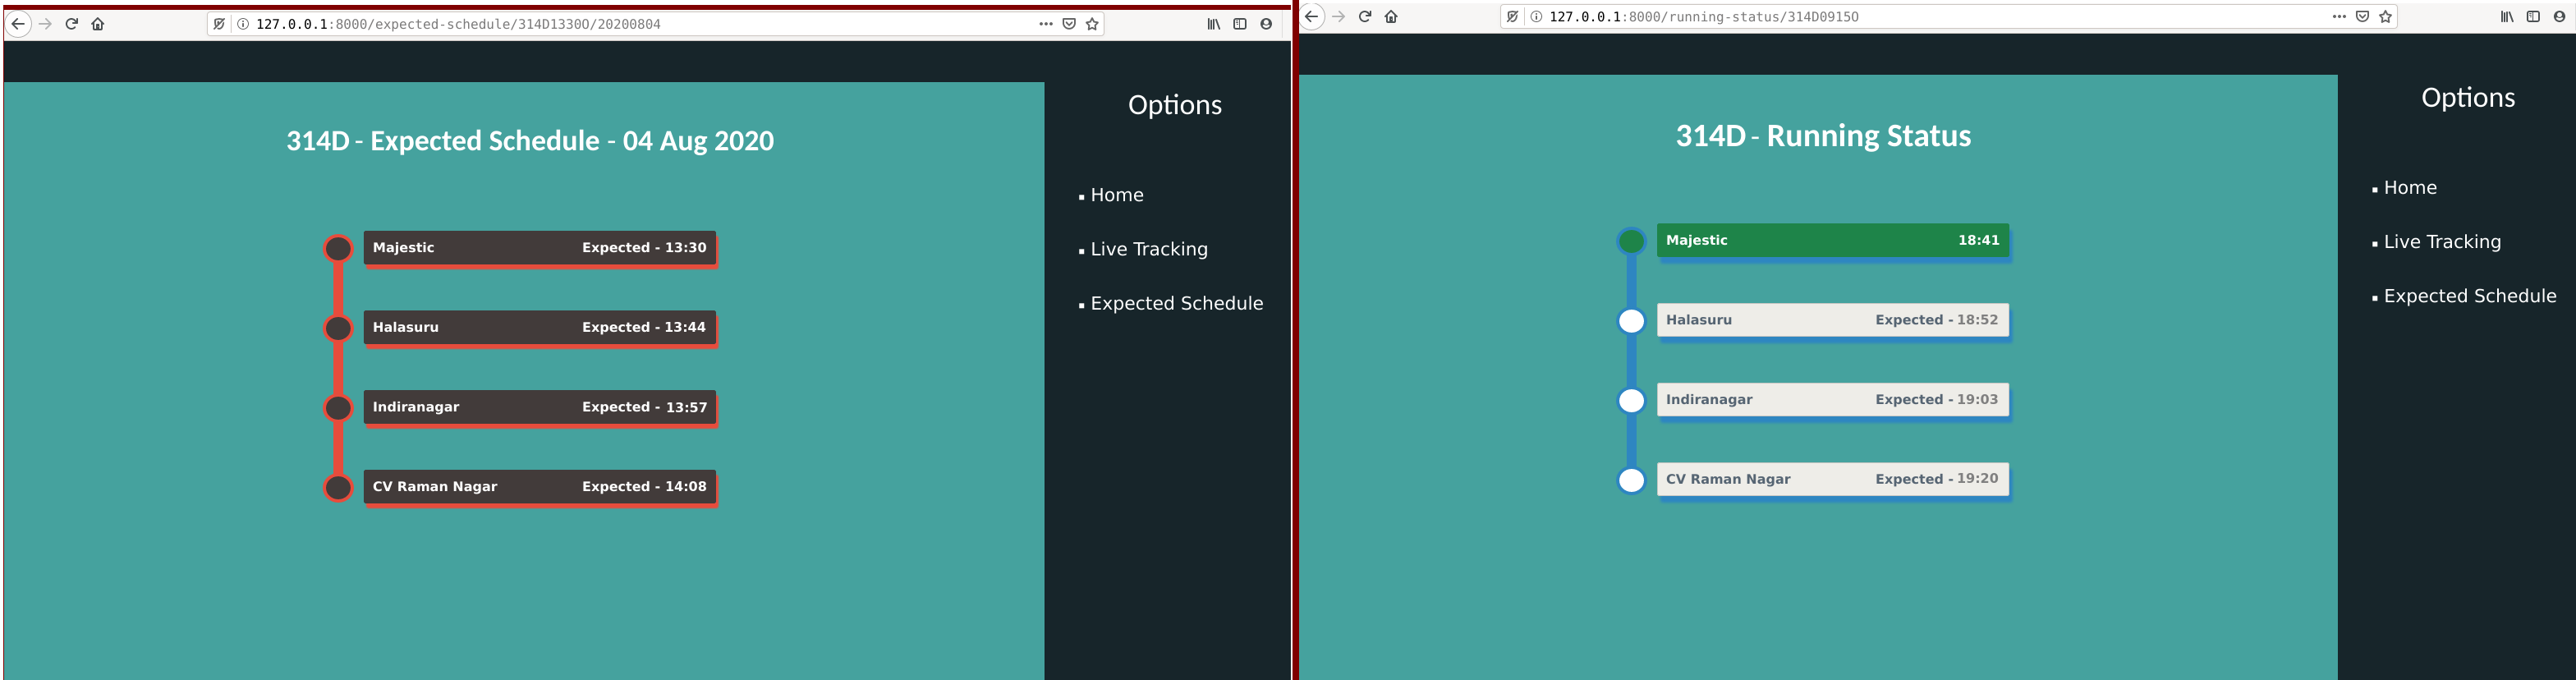 127.0.0.1:8000/expected-schedule/314D1330O/20200804
Options
314D - Expected Schedule - 04 Aug 2020
Home
Live Tracking
Expected Schedule
Majestic Expected - 13:30
Halasuru Expected - 13:44
Indiranagar Expected - 13:57
CV Raman Nagar Expected - 14:08
127.0.0.1:8000/running-status/314D0915O
Options
314D - Running Status
Home
Live Tracking
Expected Schedule
Majestic 18:41
Halasuru Expected - 18:52
Indiranagar Expected - 19:03
CV Raman Nagar Expected - 19:20